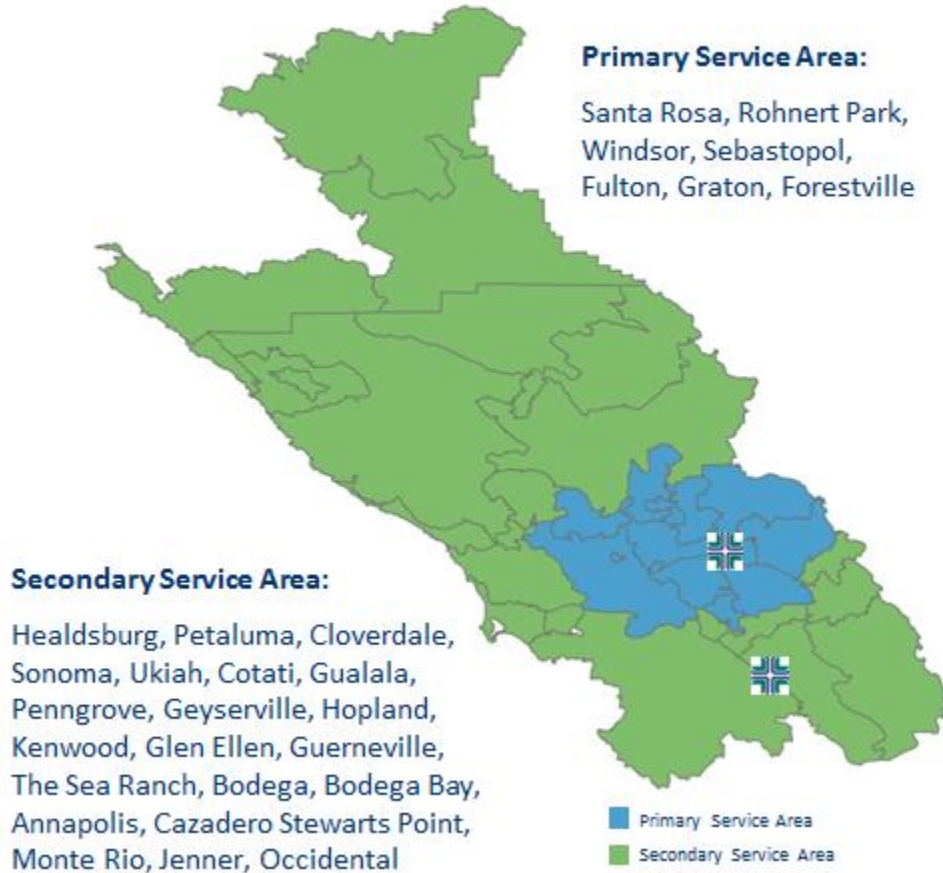 Primary Service Area:
Santa Rosa, Rohnert Park,
Windsor, Sebastopol,
Fulton, Graton, Forestville
Secondary Service Area:
Healdsburg, Petaluma, Cloverdale,
Sonoma, Ukiah, Cotati, Gualala,
Penngrove, Geyserville, Hopland,
Kenwood, Glen Ellen, Guerneville,
The Sea Ranch, Bodega, Bodega Bay,
Annapolis, Cazadero Stewarts Point,
Monte Rio, Jenner, Occidental
Primary Service Area
Secondary Service Area